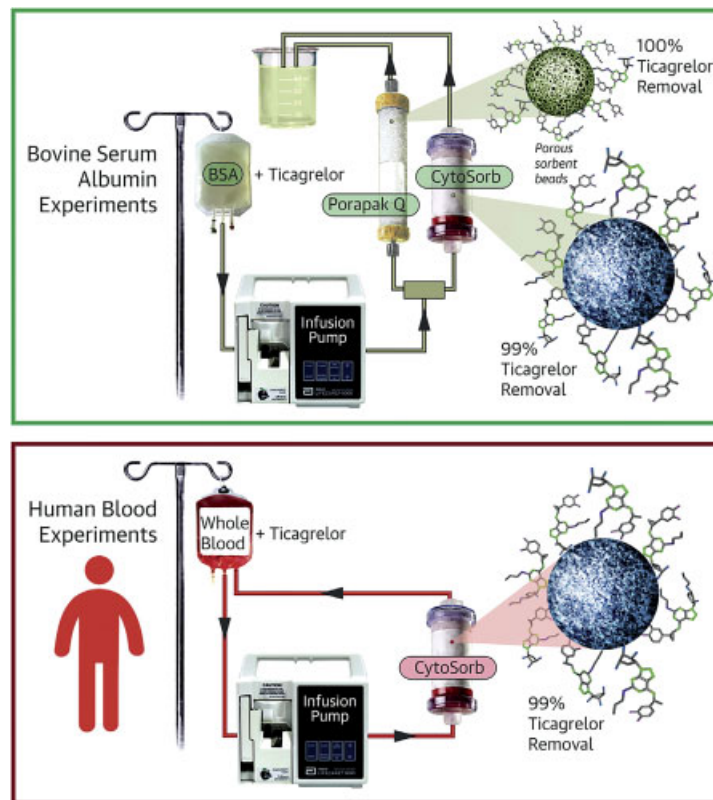 100%
Ticagrelor
Removal
Bovine Serum
Albumin
Experiments
BSA
+ Ticagrelor
Porous
sorbent
beads
CytoSorb
Porapak Q
Infusion
Pump
99%
Ticagrelor
Removal
Human Blood
Experiments
Whole
Blood
+ Ticagrelor
CytoSorb
Infusion
Pump
99%
Ticagrelor
Removal